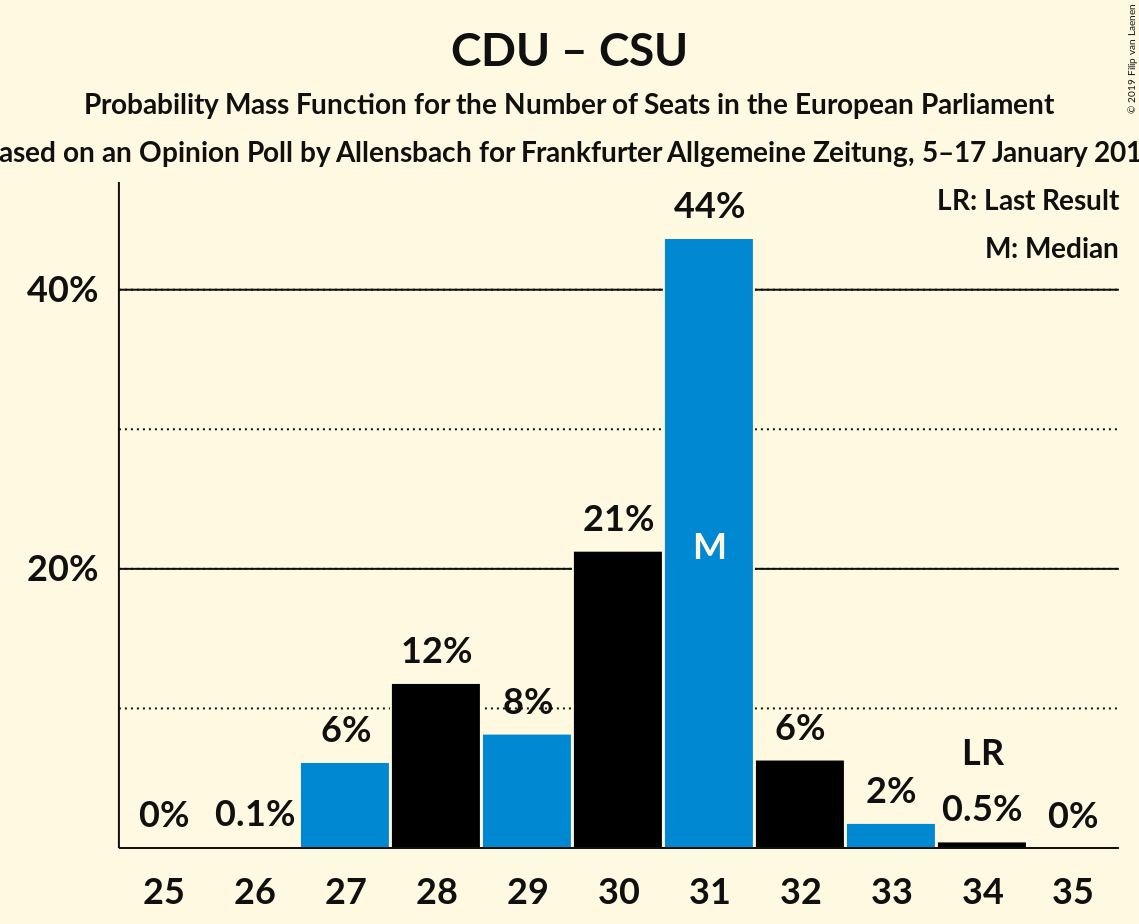 © 2019 Filip van Laenen
CDU – CSU
Probability Mass Function for the Number of Seats in the European Parliament
ased on an Opinion Poll by Allensbach for Frankfurter Allgemeine Zeitung, 5–17 January 201
LR: Last Result
M: Median
44%
40%
21%
M
20%
12%
8%
6%
6%
LR
2%
0% 0.1% 0.5% 0%
25 26 27 28 29 30 31 32 33 34 35